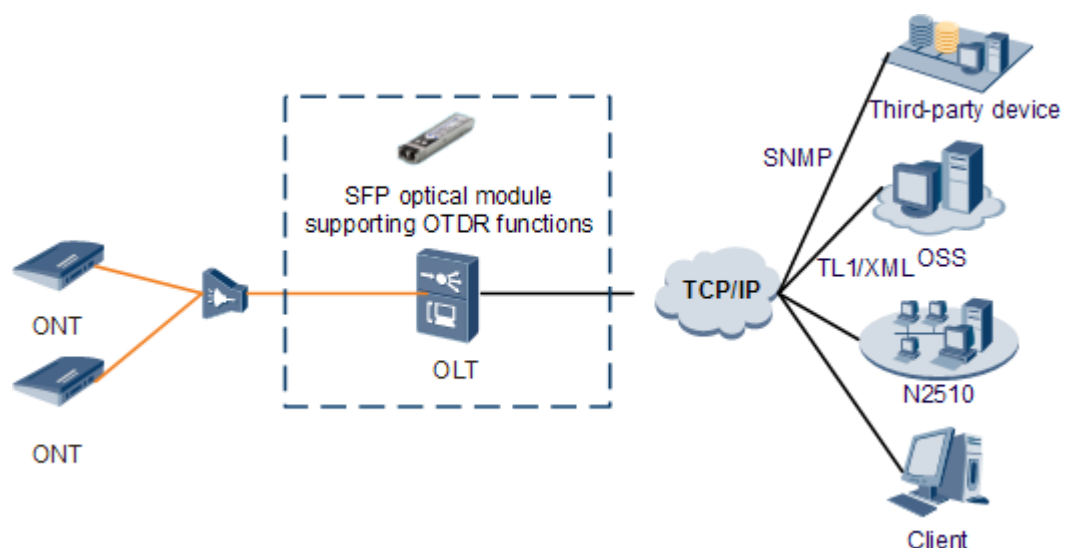 Third-party device
SNMP
SFP optical module
supporting OTDR functions
TL1/XML
OSS
TCP/IP
ONT
OLT
N2510
ONT
Client